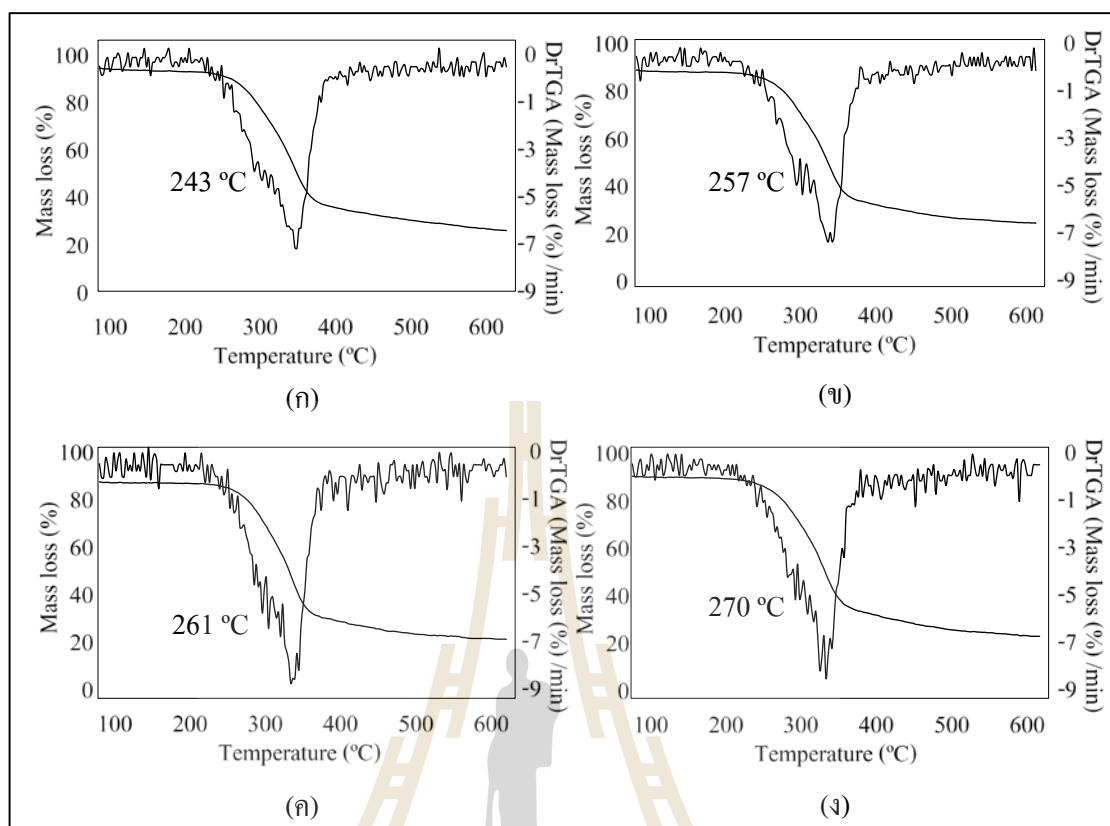 100
80
60
40
20
0
Mass loss (%)
243 ºC
0
-1
-3
-5
-7
-9
DrTGA (Mass loss (%) /min)
100 200 300 400 500 600
Temperature (ºC)
(ก)
100
80
60
40
20
0
Mass loss (%)
257 ºC
0
-1
-3
-5
-7
-9
DrTGA (Mass loss (%) /min)
100 200 300 400 500 600
Temperature (ºC)
(ข)
100
80
60
40
20
0
Mass loss (%)
261 ºC
0
-1
-3
-5
-7
-9
DrTGA (Mass loss (%) /min)
100 200 300 400 500 600
Temperature (ºC)
(ค)
100
80
60
40
20
0
Mass loss (%)
270 ºC
0
-1
-3
-5
-7
-9
DrTGA (Mass loss (%) /min)
100 200 300 400 500 600
Temperature (ºC)
(ง)